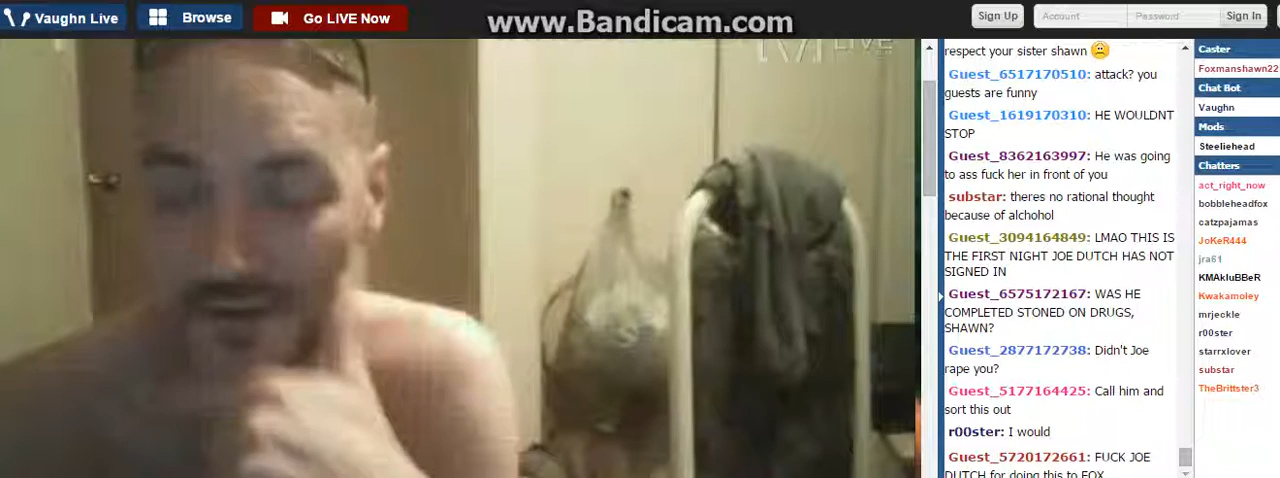 Vaughn Live
Browse
Go LIVE Now
www.Bandicam.com
Sign Up
Account
Password
Sign In
LIVE
respect your sister shawn
Guest_6517170510: attack? you
guests are funny
Guest_1619170310: HE WOULDNT
STOP
Guest_8362163997: He was going
to ass fuck her in front of you
substar: theres no rational thought
because of alchohol
Guest_3094164849: LMAO THIS IS
THE FIRST NIGHT JOE DUTCH HAS NOT
SIGNED IN
Guest_6575172167: WAS HE
COMPLETED STONED ON DRUGS,
SHAWN?
Guest_2877172738: Didn't Joe
rape you?
Guest_5177164425: Call him and
sort this out
r00ster: I would
Guest_5720172661: FUCK JOE
DUTCH for doing this to FOX
Caster
Foxmanshawn22
Chat Bot
Vaughn
Mods
Steeliehead
Chatters
act_right_now
bobbleheadfox
catzpajamas
JoKeR444
jra61
KMAkluBBeR
Kwakamoley
mrjeckle
r00ster
starrxlover
substar
TheBrittster3